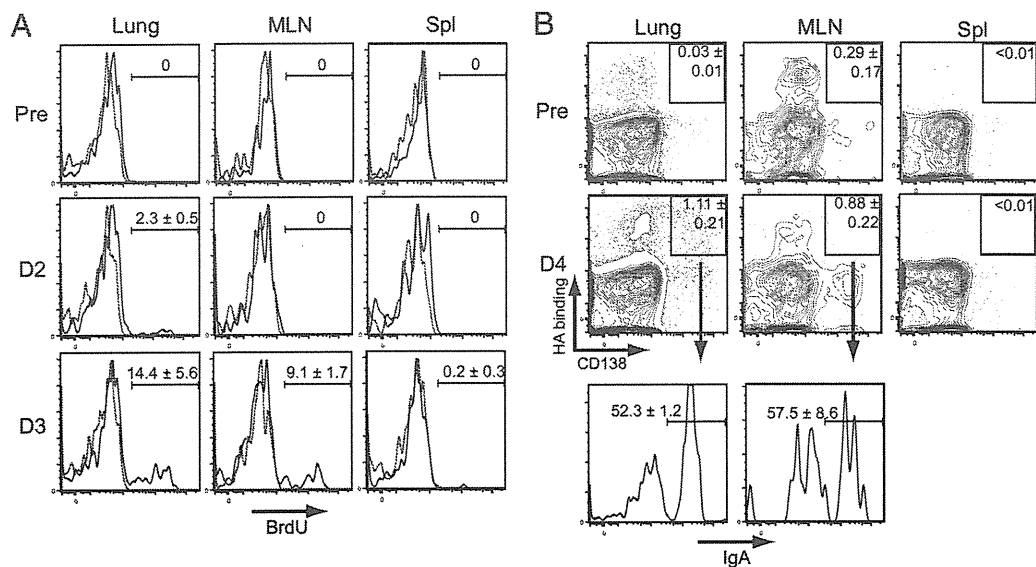 A
Lung
MLN
Spl
Pre
0
0
0
D2
2.3 ± 0.5
0
0
D3
14.4 ± 5.6
9.1 ± 1.7
0.2 ± 0.3
BrdU
B
Lung
MLN
Spl
Pre
0.03 ±
0.01
0.29 ±
0.17
<0.01
D4
1.11 ±
0.21
0.88 ±
0.22
<0.01
HA binding
CD138
52.3 ± 1.2
57.5 ± 8.6
IgA